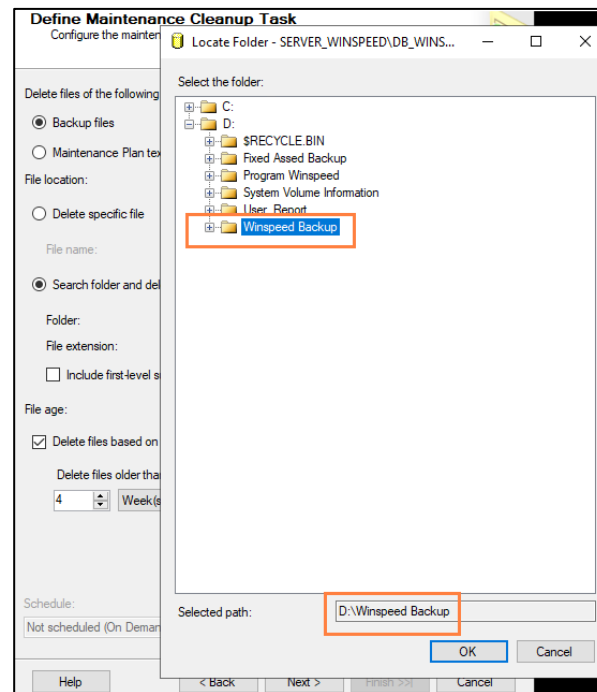 Define Maintenance Cleanup Task
Configure the mainten
Locate Folder - SERVER_WINSPEED\DB_WINS...
Select the folder:
C:
D:
$RECYCLE.BIN
Fixed Assed Backup
Program Winspeed
System Volume Information
User_Report
Winspeed Backup
Delete files of the following
Backup files
Maintenance Plan tex
File location:
Delete specific file
File name:
Search folder and del
Folder:
File extension:
Include first-level s
File age:
Delete files based on
Delete files older tha
4 Week(s
Schedule:
Not scheduled (On Deman
Selected path: D:\Winspeed Backup
OK Cancel
Help < Back Next > Finish >>| Cancel